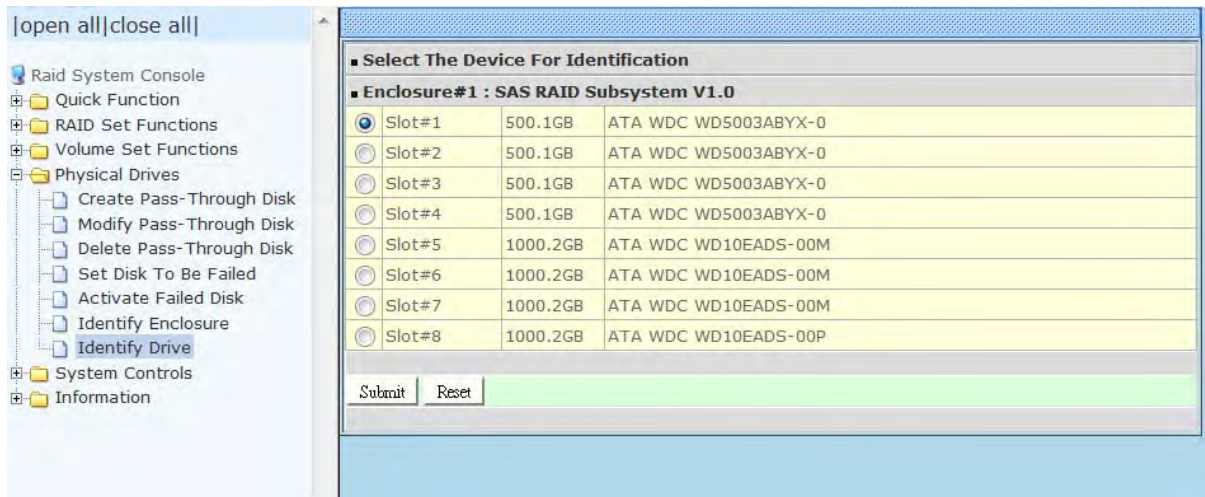 |open all|close all|
Raid System Console
Quick Function
RAID Set Functions
Volume Set Functions
Physical Drives
Create Pass-Through Disk
Modify Pass-Through Disk
Delete Pass-Through Disk
Set Disk To Be Failed
Activate Failed Disk
Identify Enclosure
Identify Drive
System Controls
Information
Select The Device For Identification
Enclosure#1 : SAS RAID Subsystem V1.0
Slot#1 500.1GB ATA WDC WD5003ABYX-0
Slot#2 500.1GB ATA WDC WD5003ABYX-0
Slot#3 500.1GB ATA WDC WD5003ABYX-0
Slot#4 500.1GB ATA WDC WD5003ABYX-0
Slot#5 1000.2GB ATA WDC WD10EADS-00M
Slot#6 1000.2GB ATA WDC WD10EADS-00M
Slot#7 1000.2GB ATA WDC WD10EADS-00M
Slot#8 1000.2GB ATA WDC WD10EADS-00P
Submit Reset